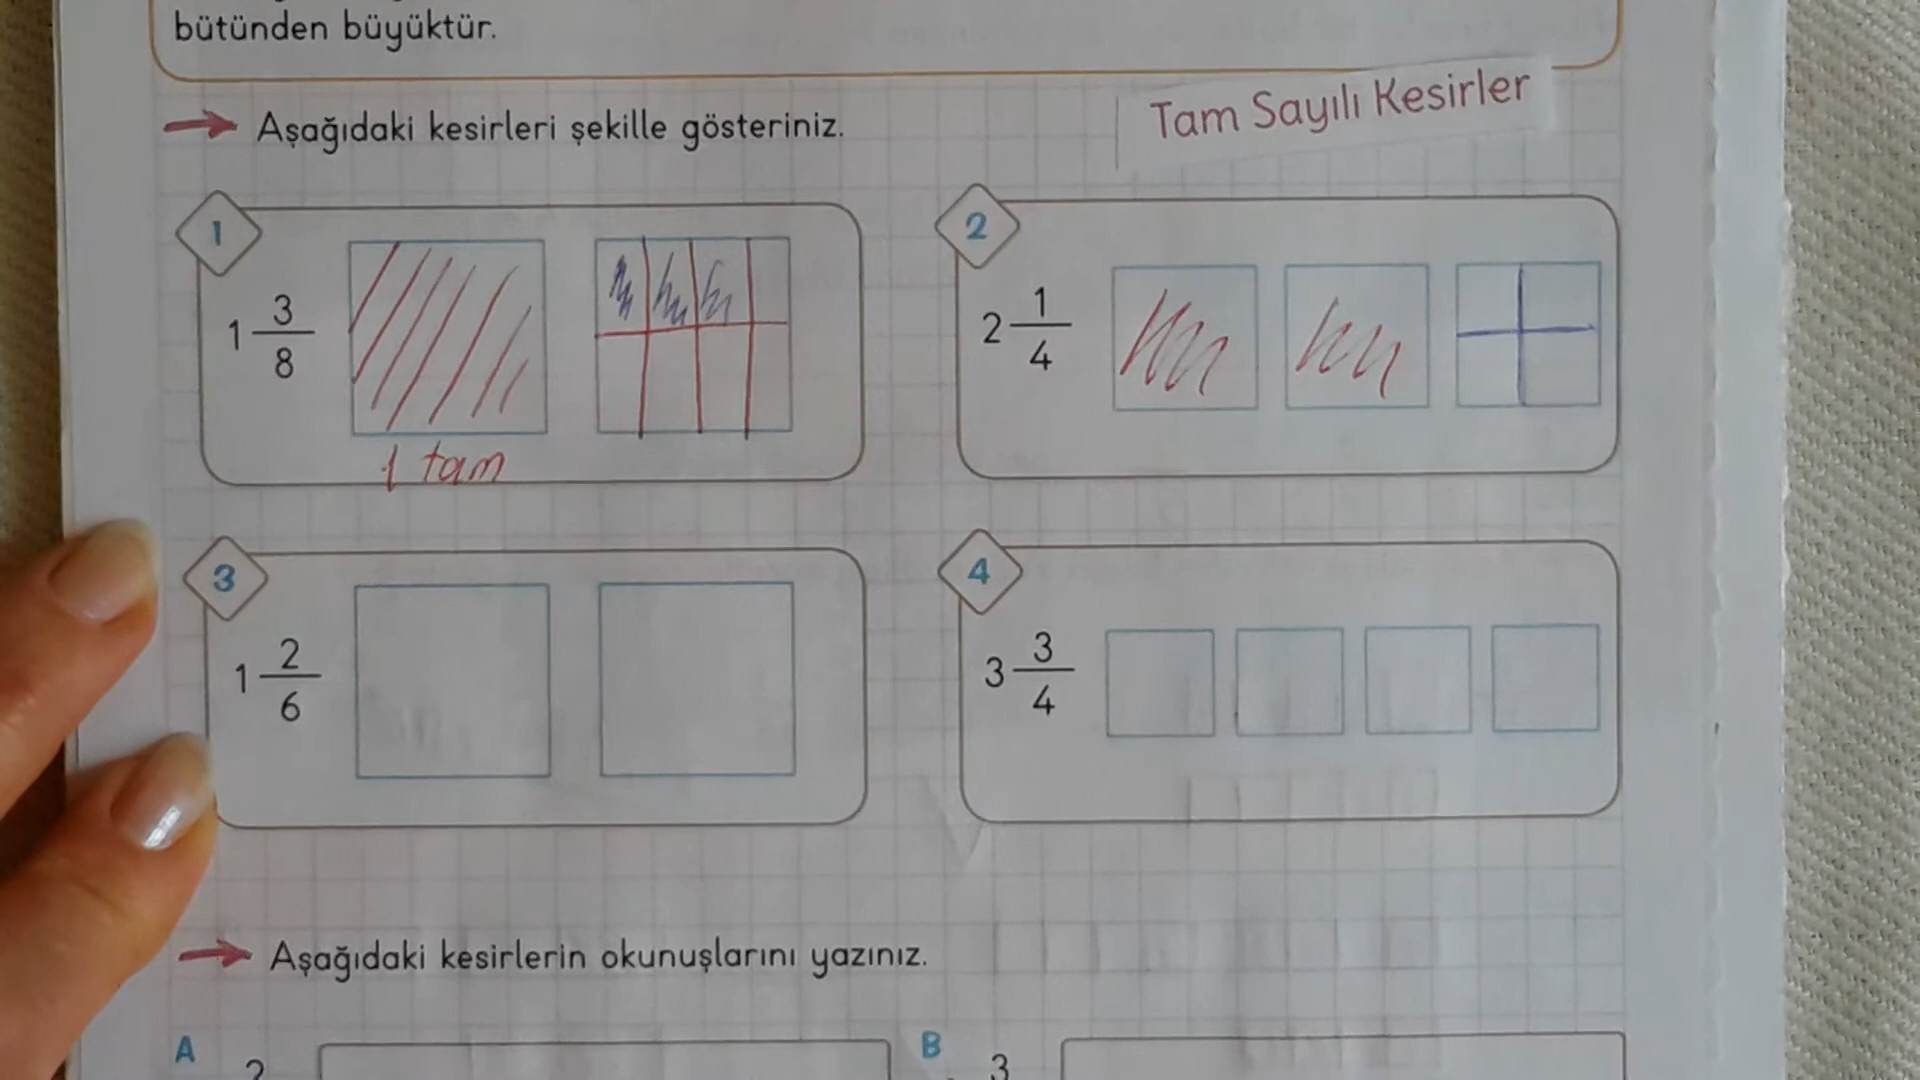 bütünden büyüktür.
Tam Sayılı Kesirler
Aşağıdaki kesirleri şekille gösteriniz.
1
1 3/8
1 tam
2
2 1/4
3
1 2/6
4
3 3/4
Aşağıdaki kesirlerin okunuşlarını yazınız.
A
B
3